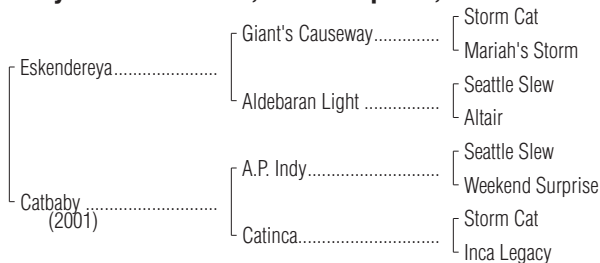 Storm Cat
Giant's Causeway
Mariah's Storm
Eskendereya
Seattle Slew
Aldebaran Light
Altair
Seattle Slew
A.P. Indy
Weekend Surprise
Catbaby
(2001)
Storm Cat
Catinca
Inca Legacy